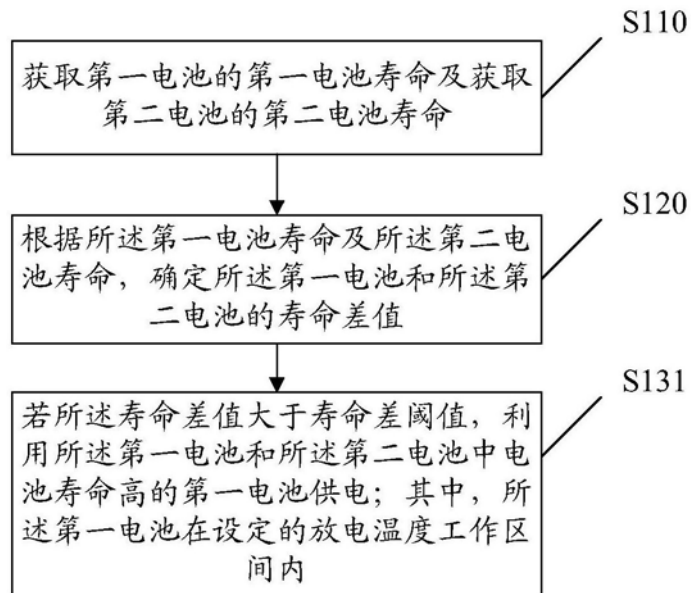 S110
获取第一电池的第一电池寿命及获取
第二电池的第二电池寿命
S120
根据所述第一电池寿命及所述第二电
池寿命，确定所述第一电池和所述第
二电池的寿命差值
S131
若所述寿命差值大于寿命差阈值，利
用所述第一电池和所述第二电池中电
池寿命高的第一电池供电；其中，所
述第一电池在设定的放电温度工作区
间内